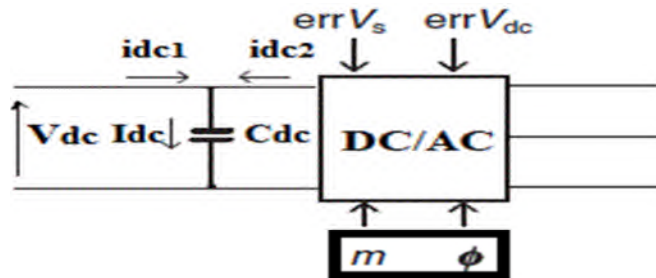 errVs errVdc
idc1 idc2
Vdc Idc Cdc DC/AC
m ϕ